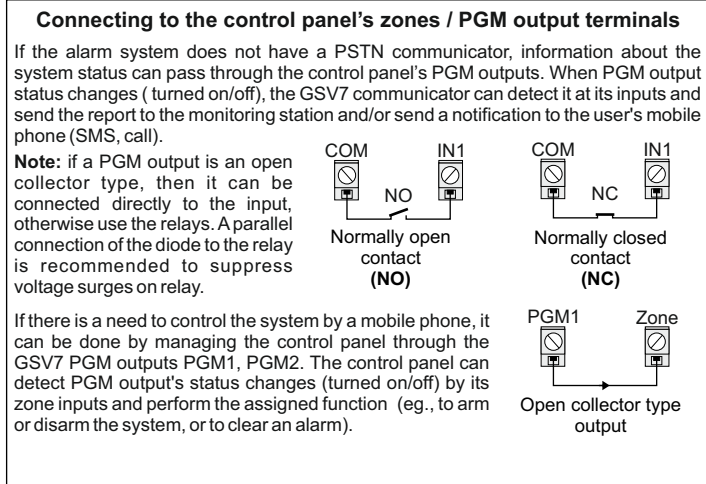 Connecting to the control panel's zones / PGM output terminals
If the alarm system does not have a PSTN communicator, information about the
system status can pass through the control panel's PGM outputs. When PGM output
status changes ( turned on/off), the GSV7 communicator can detect it at its inputs and
send the report to the monitoring station and/or send a notification to the user's mobile
phone (SMS, call).
Note: if a PGM output is an open
collector type, then it can be
connected directly to the input,
otherwise use the relays. A parallel
connection of the diode to the relay
is recommended to suppress
voltage surges on relay.
COM IN1
NO
Normally open
contact
(NO)
COM IN1
NC
Normally closed
contact
(NC)
If there is a need to control the system by a mobile phone, it
can be done by managing the control panel through the
GSV7 PGM outputs PGM1, PGM2. The control panel can
detect PGM output's status changes (turned on/off) by its
zone inputs and perform the assigned function (eg., to arm
or disarm the system, or to clear an alarm).
PGM1 Zone
Open collector type
output